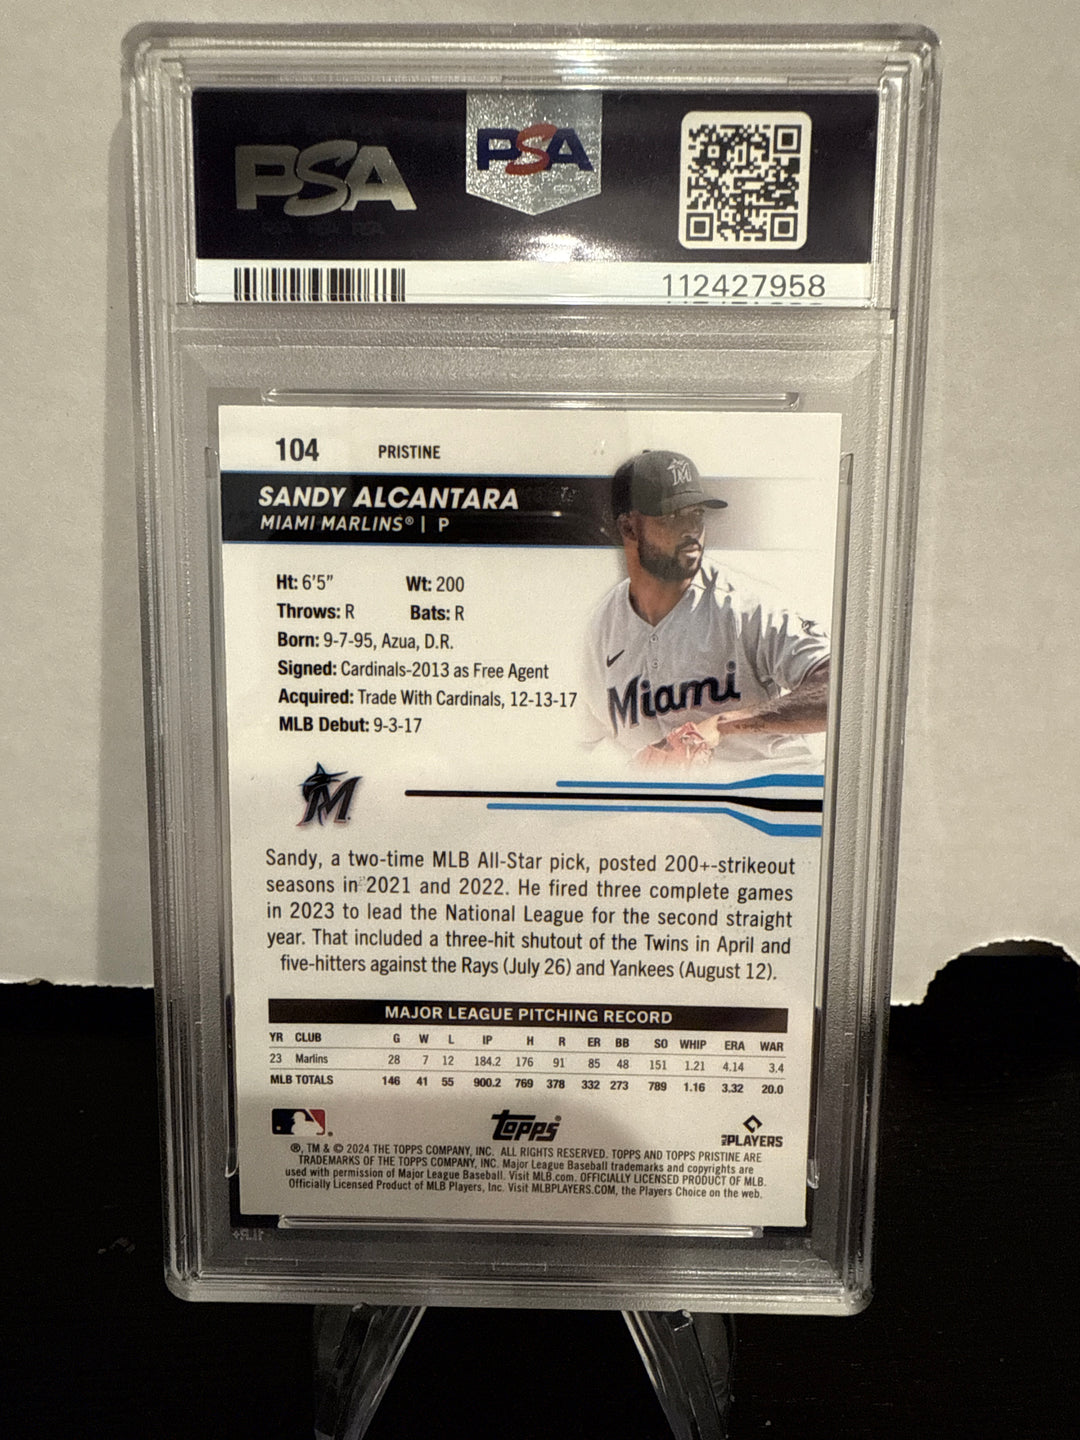 PSA
PSA
112427958
104 PRISTINE
SANDY ALCANTARA
MIAMI MARLINS® | P
M
Ht: 6'5" Wt: 200
Throws: R Bats: R
Born: 9-7-95, Azua, D.R.
Signed: Cardinals-2013 as Free Agent
Acquired: Trade With Cardinals, 12-13-17
MLB Debut: 9-3-17
Miami
M
Sandy, a two-time MLB All-Star pick, posted 200+-strikeout
seasons in 2021 and 2022. He fired three complete games
in 2023 to lead the National League for the second straight
year. That included a three-hit shutout of the Twins in April and
five-hitters against the Rays (July 26) and Yankees (August 12).
MAJOR LEAGUE PITCHING RECORD
YR CLUB G W L IP H R ER BB SO WHIP ERA WAR
23 Marlins 28 7 12 184.2 176 91 85 48 151 1.21 4.14 3.4
MLB TOTALS 146 41 55 900.2 769 378 332 273 789 1.16 3.32 20.0
Topps®
MLB PLAYERS
®, TM & © 2024 THE TOPPS COMPANY, INC. ALL RIGHTS RESERVED. TOPPS AND TOPPS PRISTINE ARE
TRADEMARKS OF THE TOPPS COMPANY, INC. Major League Baseball trademarks and copyrights are
used with permission of Major League Baseball. Visit MLB.com. OFFICIALLY LICENSED PRODUCT OF MLB.
Officially Licensed Product of MLB Players, Inc. Visit MLBPLAYERS.COM, the Players Choice on the web.